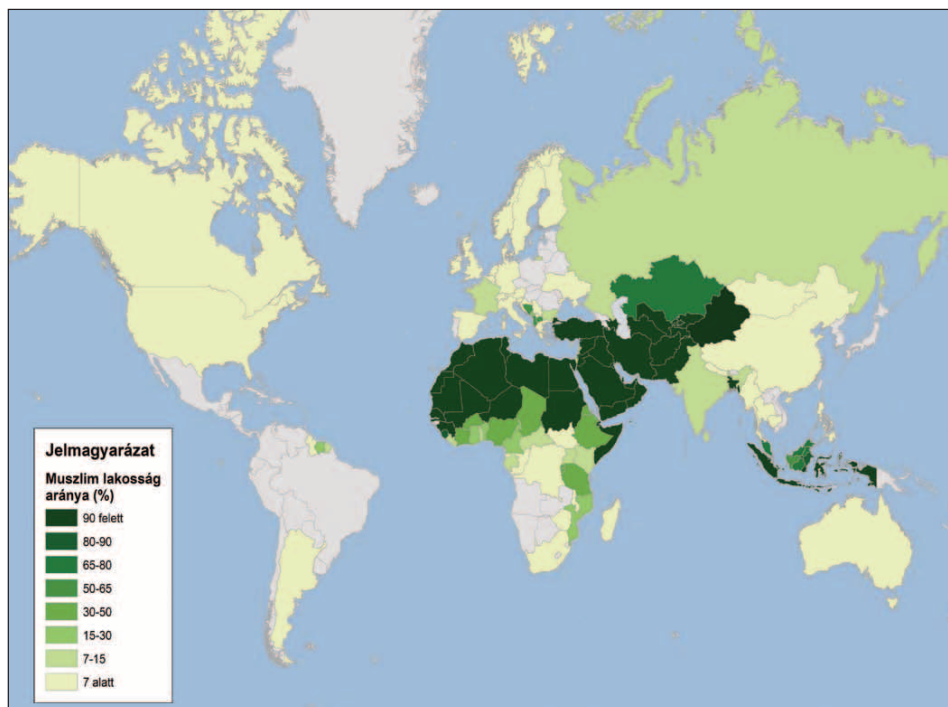 Jelmagyarázat
Muszlim lakosság
aránya (%)
90 felett
80-90
65-80
50-65
30-50
15-30
7-15
7 alatt